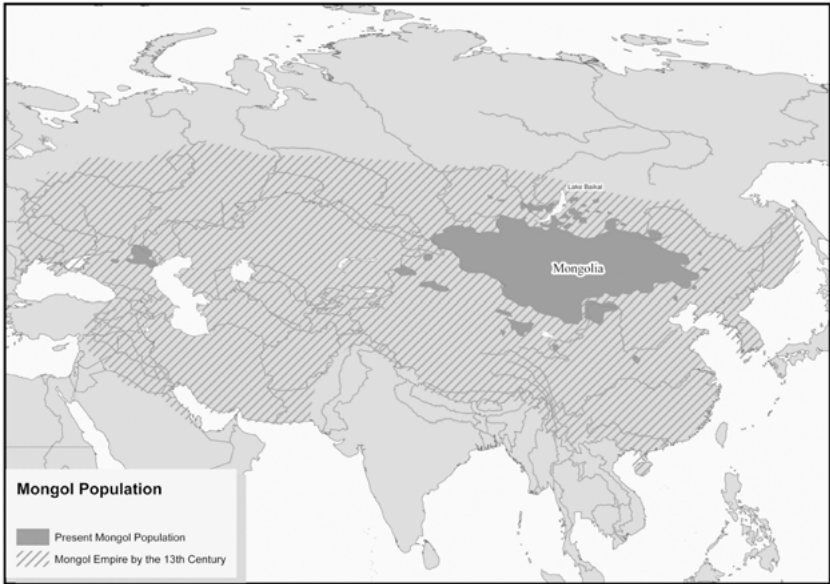 Lake Baikal
Mongolia
Mongol Population
Present Mongol Population
Mongol Empire by the 13th Century